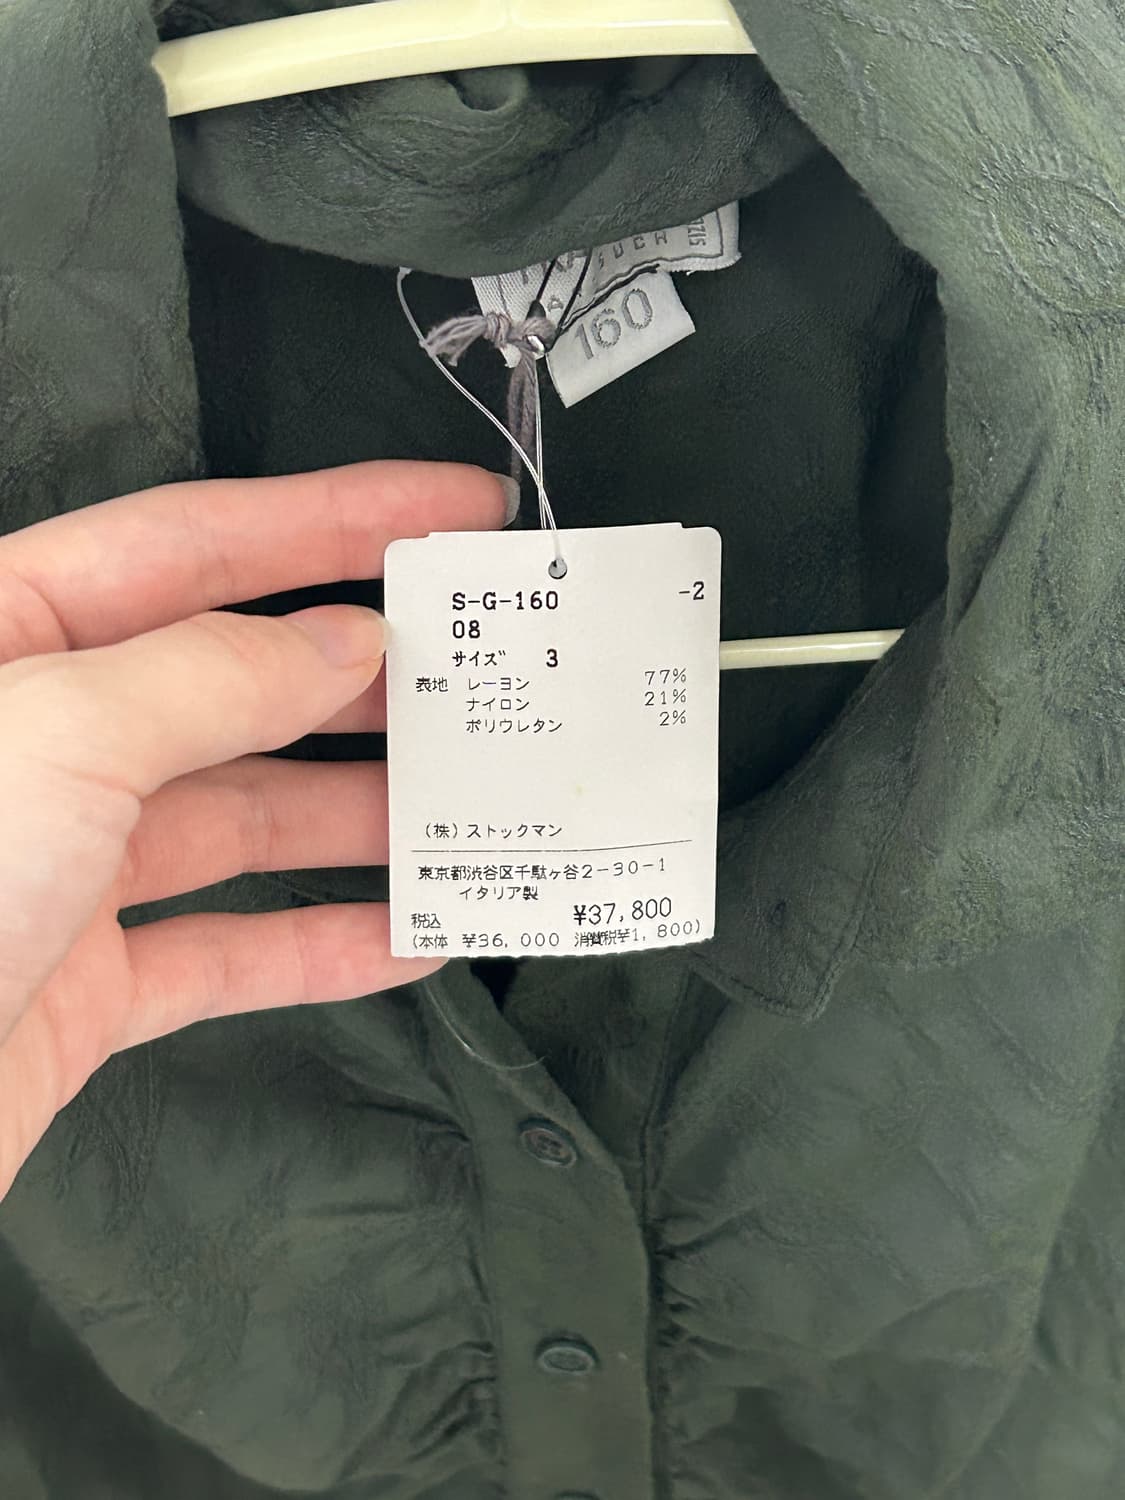 SUCH
160
S-G-160 -2
08
サイズ 3
表地 レーヨン 77%
ナイロン 21%
ポリウレタン 2%
（株）ストックマン
東京都渋谷区千駄ヶ谷2-30-1
イタリア製
税込 ¥37,800
(本体 ¥36,000 消費税¥1,800)